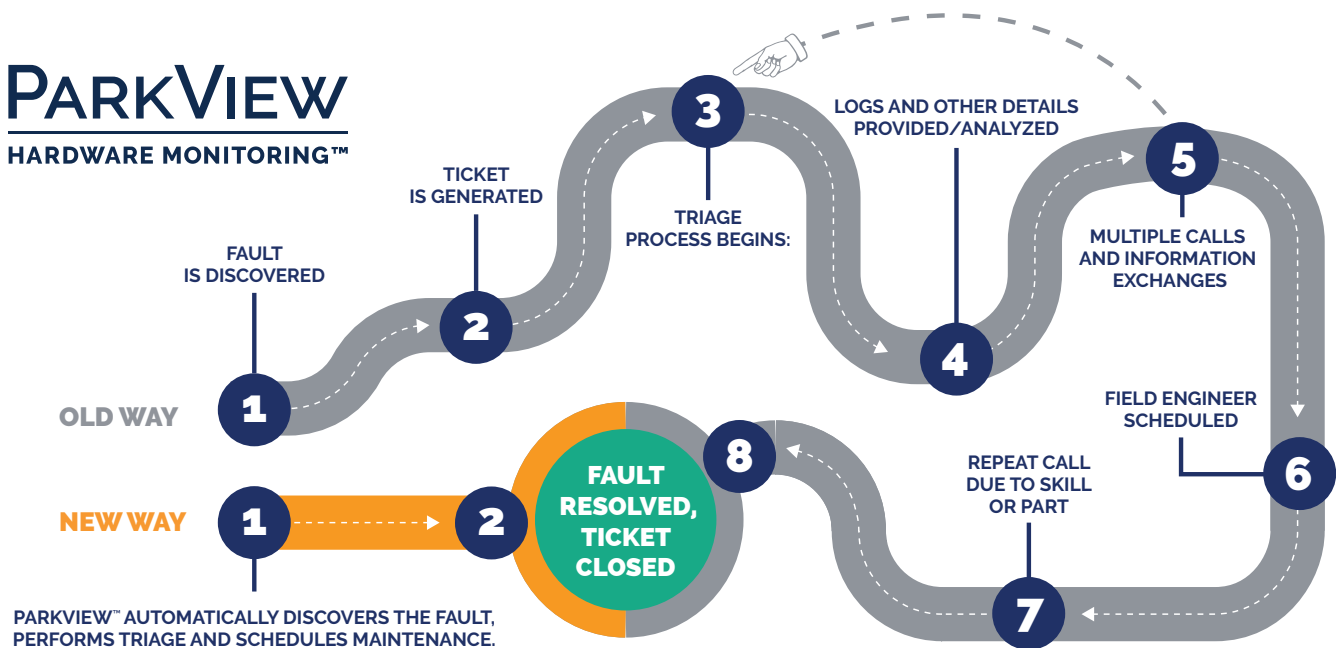 PARKVIEW
HARDWARE MONITORING™
OLD WAY
1
FAULT
IS DISCOVERED
2
TICKET
IS GENERATED
3
TRIAGE
PROCESS BEGINS:
4
LOGS AND OTHER DETAILS
PROVIDED/ANALYZED
5
MULTIPLE CALLS
AND INFORMATION
EXCHANGES
6
FIELD ENGINEER
SCHEDULED
7
REPEAT CALL
DUE TO SKILL
OR PART
8
FAULT
RESOLVED,
TICKET
CLOSED
NEW WAY
1
2
PARKVIEW™ AUTOMATICALLY DISCOVERS THE FAULT,
PERFORMS TRIAGE AND SCHEDULES MAINTENANCE.